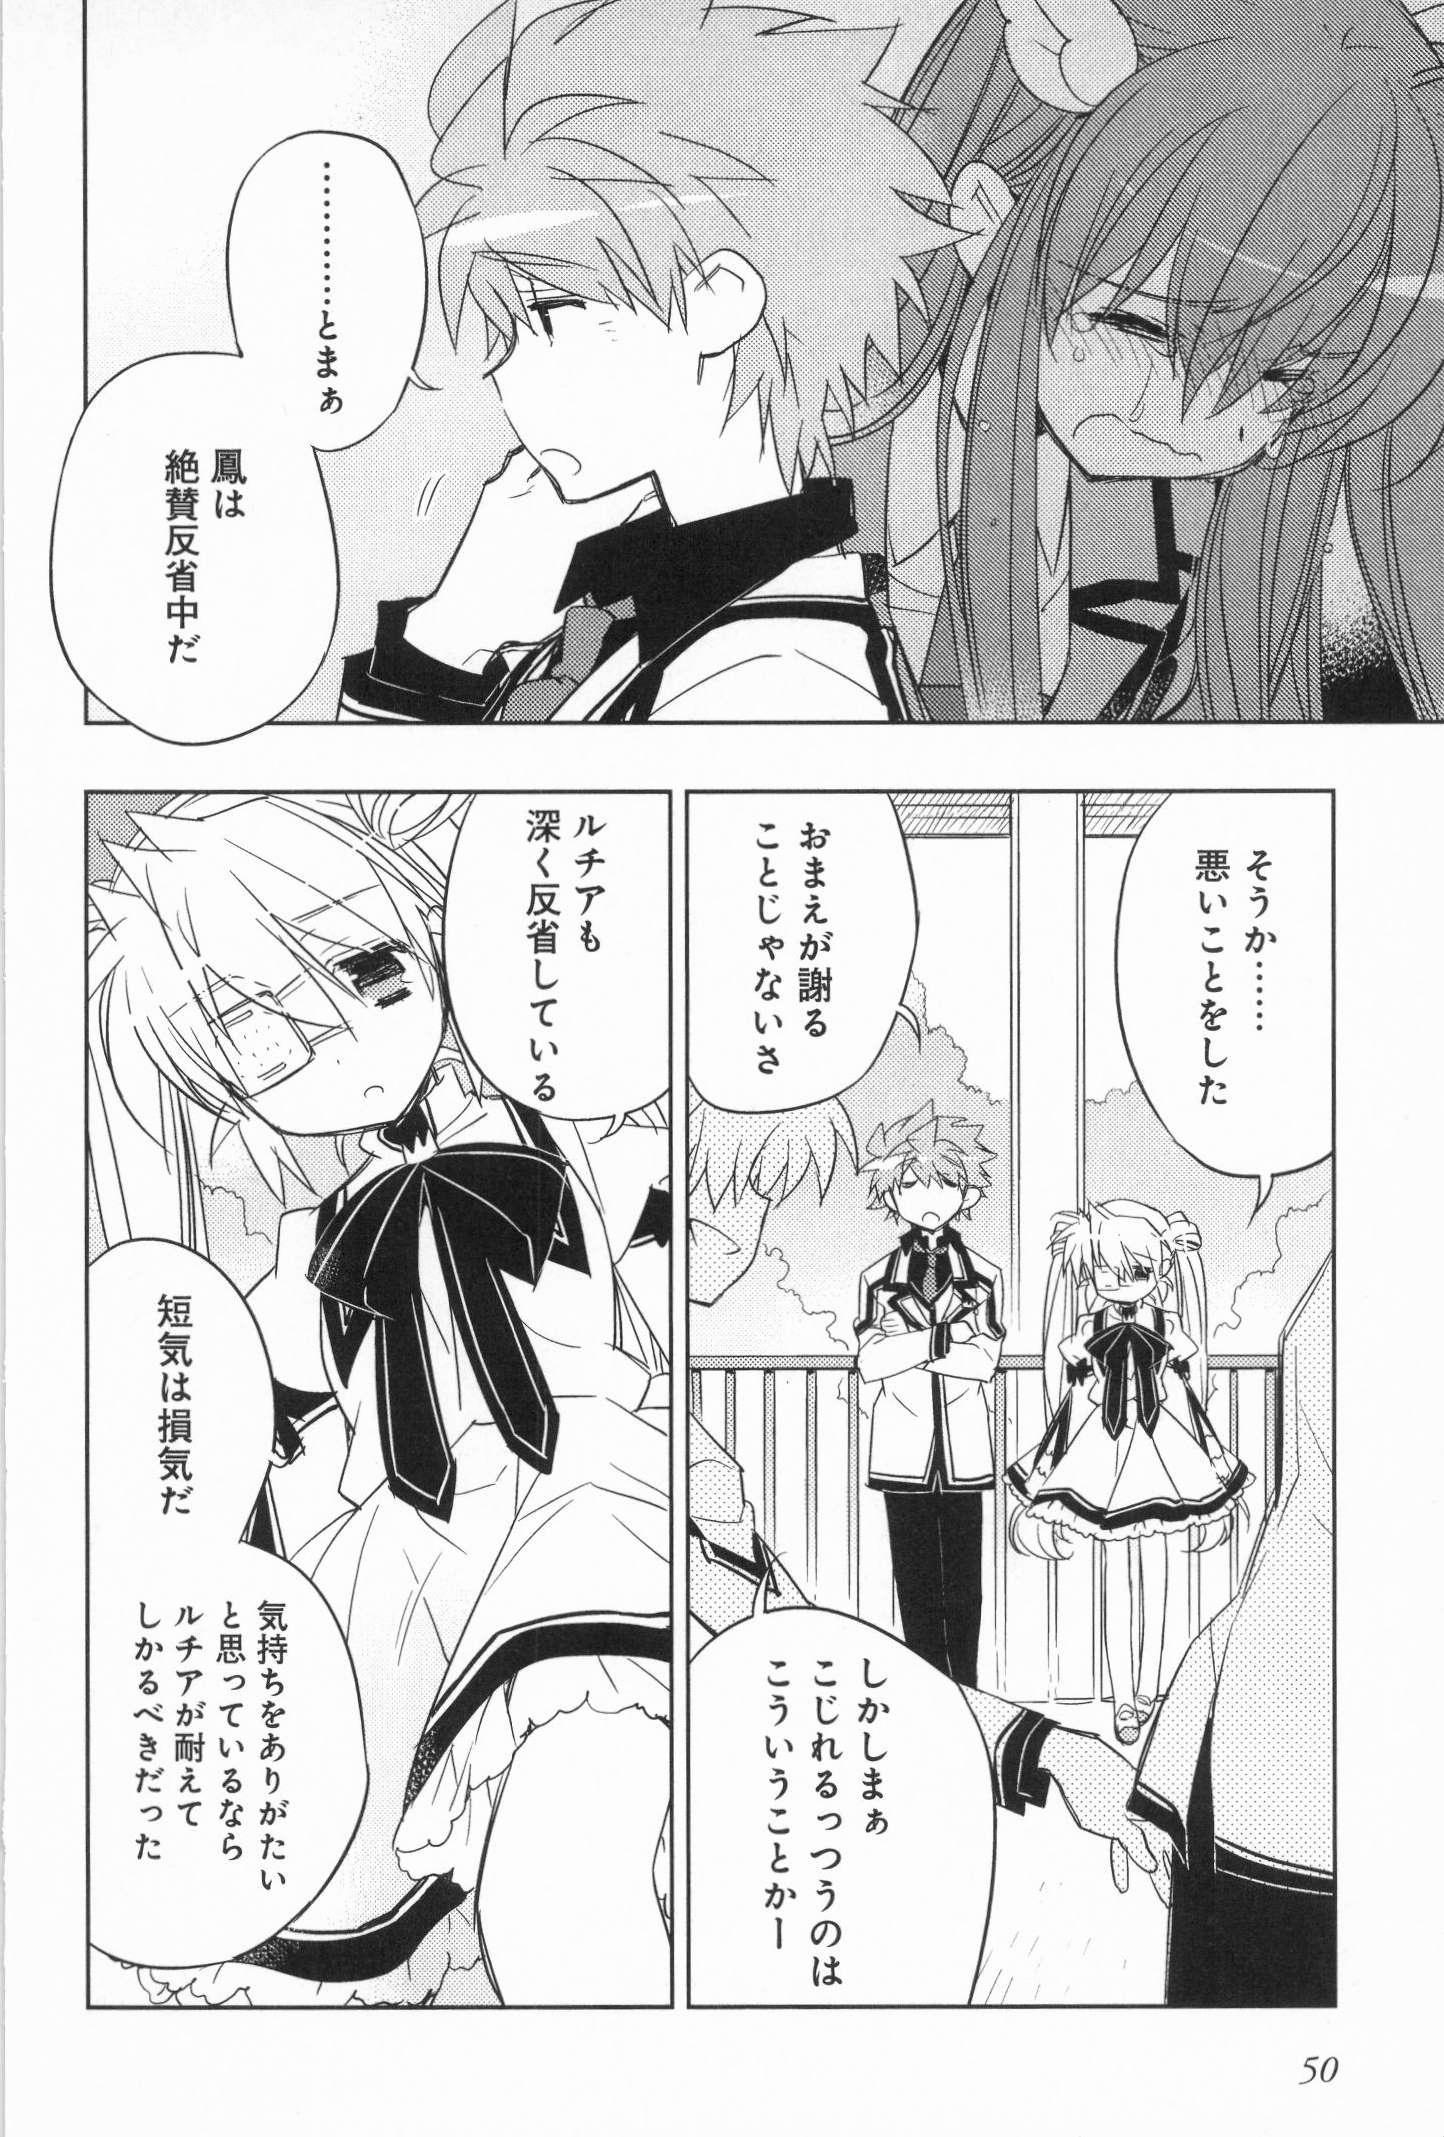 …………とまぁ
鳳は
絶賛反省中だ
そうか……
悪いことをした
おまえが謝る
ことじゃないさ
しかしまぁ
こじれるっつうのは
こういうことかー
ルチアも
深く反省している
短気は損気だ
気持ちをありがたい
と思っているなら
ルチアが耐えて
しかるべきだった
50